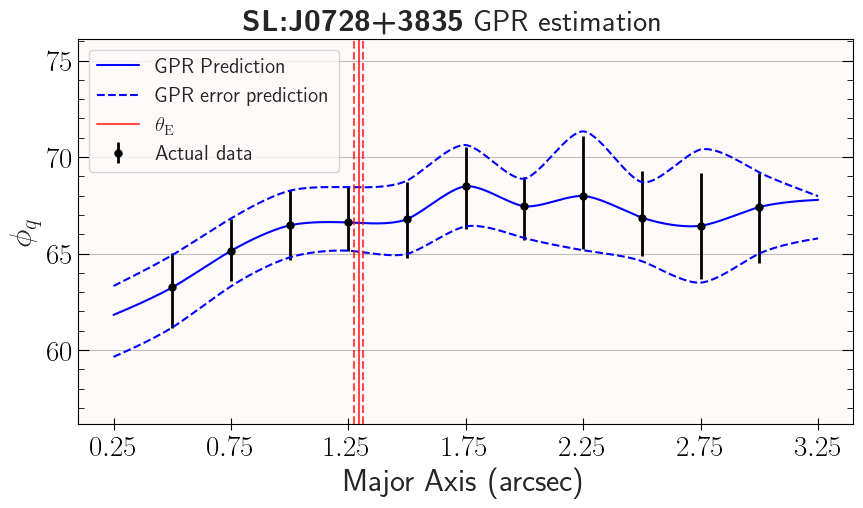 SL:J0728+3835 GPR estimation
GPR Prediction
GPR error prediction
θ_E
Actual data
ϕ_q
75
70
65
60
0.25 0.75 1.25 1.75 2.25 2.75 3.25
Major Axis (arcsec)